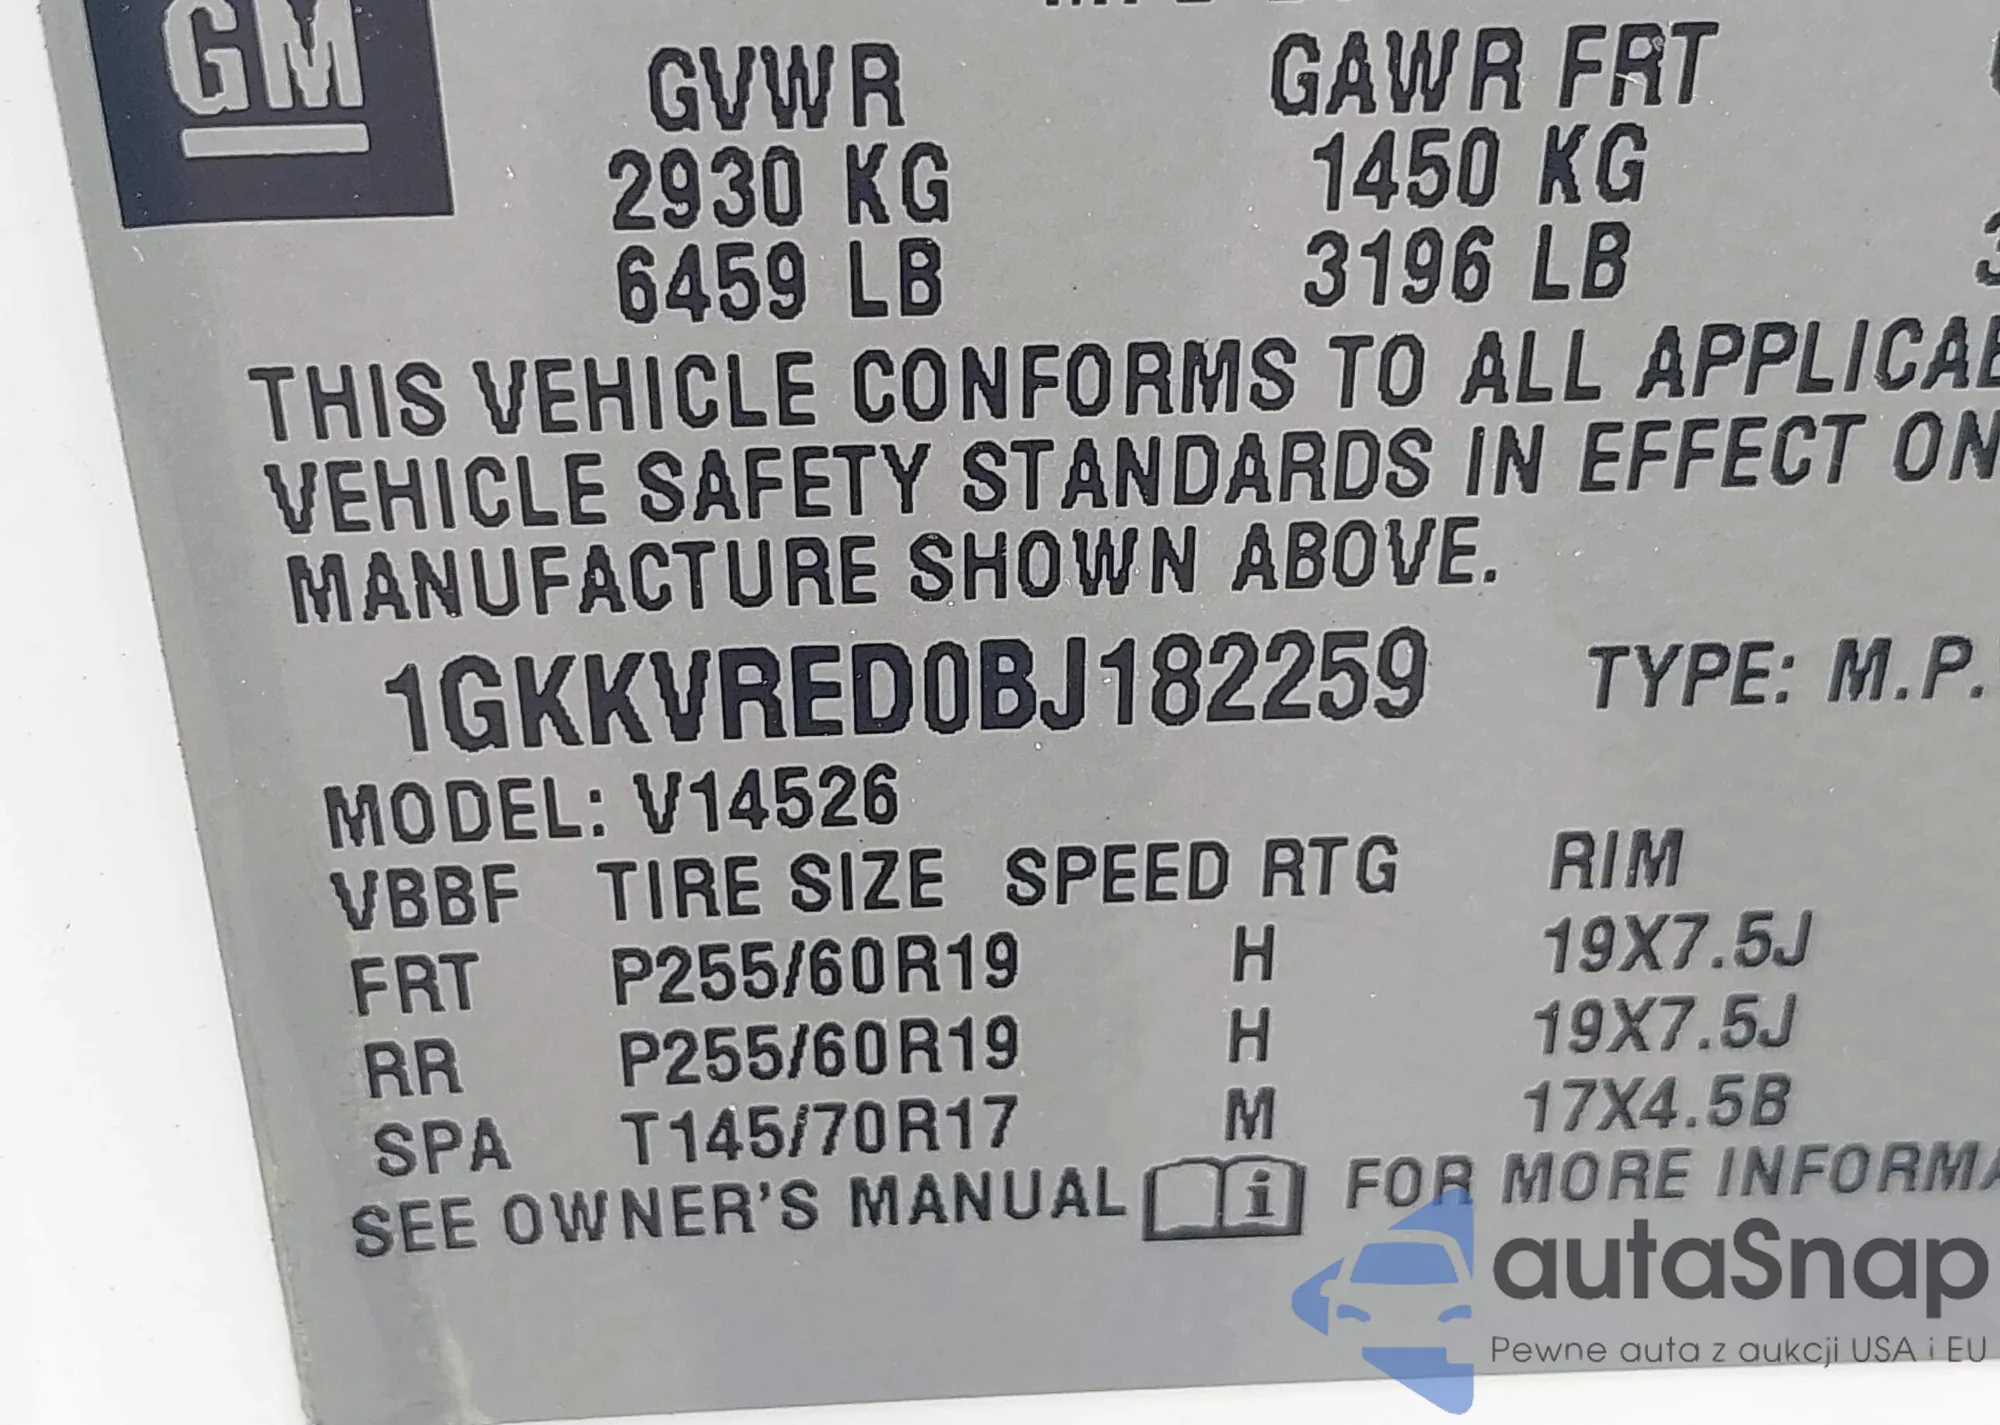 GM
GVWR GAWR FRT
2930 KG 1450 KG
6459 LB 3196 LB
THIS VEHICLE CONFORMS TO ALL
VEHICLE SAFETY STANDARDS IN EFFECT ON
MANUFACTURE SHOWN ABOVE.
1GKKVRED0BJ182259 TYPE: M.P.
MODEL: V14526
VBBF TIRE SIZE SPEED RTG RIM
FRT P255/60R19 H 19X7.5J
RR P255/60R19 H 19X7.5J
SPA T145/70R17 M 17X4.5B
SEE OWNER'S MANUAL i FOR MORE
autaSnap
Pewne auta z aukcji USA i EU